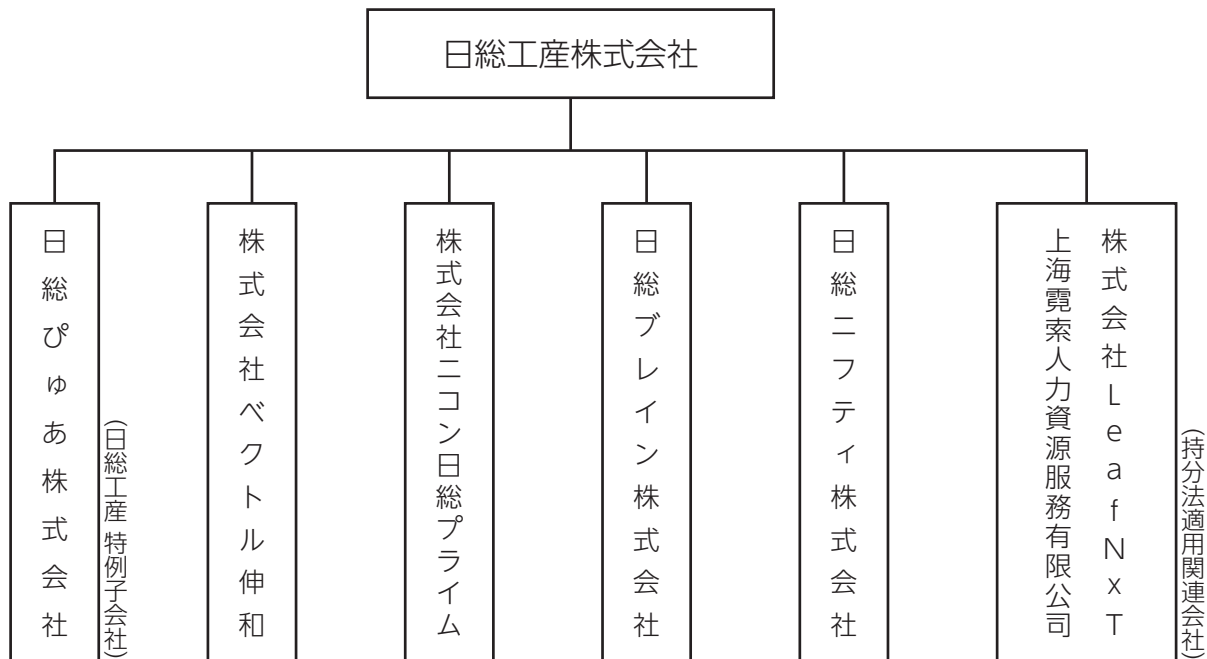 日総工産株式会社
日総ぴゅあ株式会社
(日総工産 特例子会社)
株式会社ベクトル伸和
株式会社ニコン日総プライム
日総ブレイン株式会社
日総ニフティ株式会社
株式会社LeafNxT
上海霓索人力資源服務有限公司
(持分法適用関連会社)